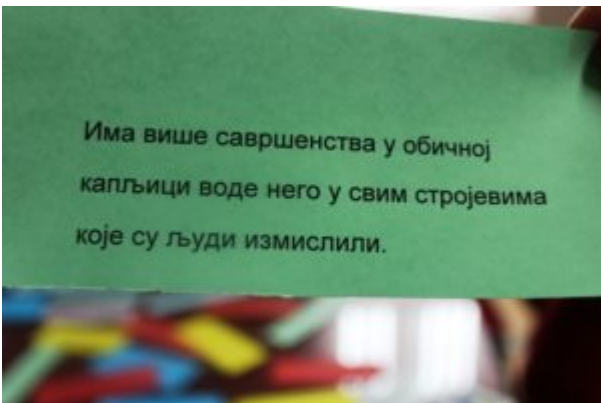 Има више савршенства у обичној
капљици воде него у свим стројевима
које су људи измислили.